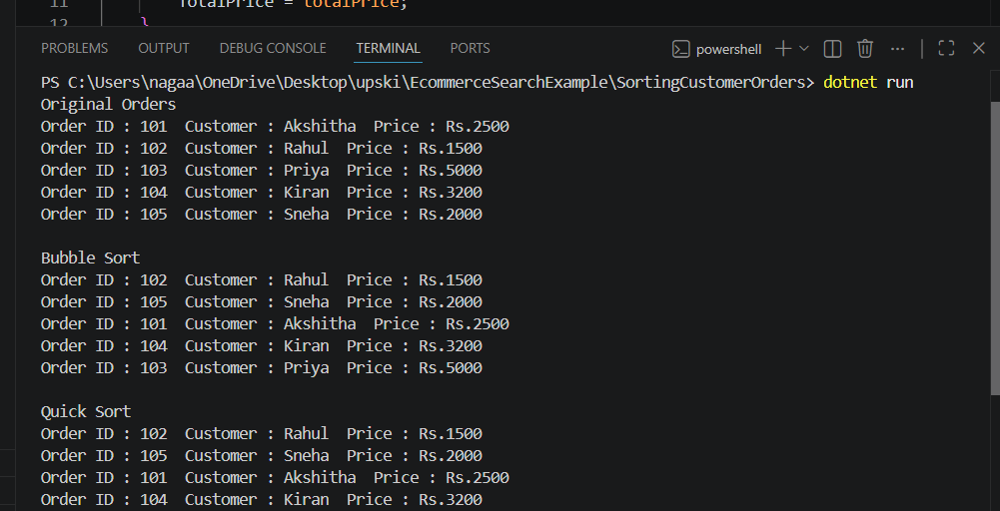 11 TotalPrice = totalPrice;
12 }
PROBLEMS OUTPUT DEBUG CONSOLE TERMINAL PORTS powershell
PS C:\Users\nagaa\OneDrive\Desktop\upski\EcommerceSearchExample\SortingCustomerOrders> dotnet run
Original Orders
Order ID : 101  Customer : Akshitha  Price : Rs.2500
Order ID : 102  Customer : Rahul  Price : Rs.1500
Order ID : 103  Customer : Priya  Price : Rs.5000
Order ID : 104  Customer : Kiran  Price : Rs.3200
Order ID : 105  Customer : Sneha  Price : Rs.2000
Bubble Sort
Order ID : 102  Customer : Rahul  Price : Rs.1500
Order ID : 105  Customer : Sneha  Price : Rs.2000
Order ID : 101  Customer : Akshitha  Price : Rs.2500
Order ID : 104  Customer : Kiran  Price : Rs.3200
Order ID : 103  Customer : Priya  Price : Rs.5000
Quick Sort
Order ID : 102  Customer : Rahul  Price : Rs.1500
Order ID : 105  Customer : Sneha  Price : Rs.2000
Order ID : 101  Customer : Akshitha  Price : Rs.2500
Order ID : 104  Customer : Kiran  Price : Rs.3200